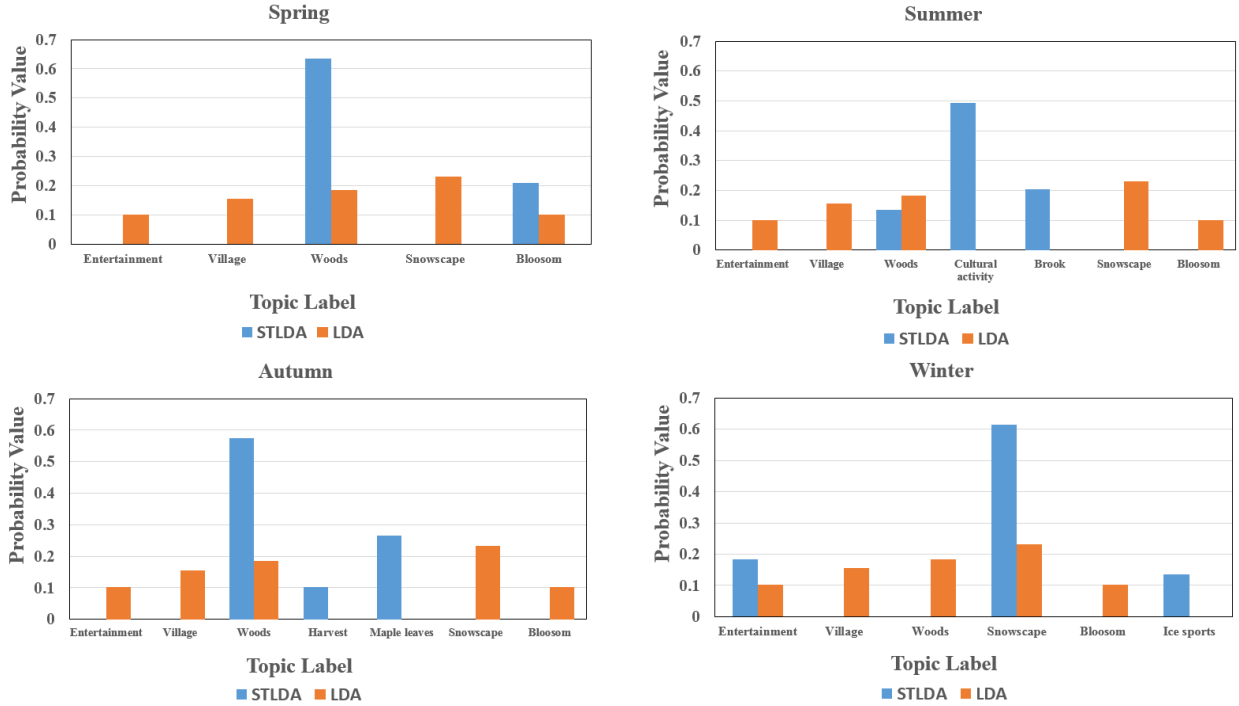 Spring
Probability Value
0.7
0.6
0.5
0.4
0.3
0.2
0.1
0
Entertainment Village Woods Snowscape Bloosom
Topic Label
STLDA LDA
Summer
Probability Value
0.7
0.6
0.5
0.4
0.3
0.2
0.1
0
Entertainment Village Woods Cultural activity Brook Snowscape Bloosom
Topic Label
STLDA LDA
Autumn
Probability Value
0.7
0.6
0.5
0.4
0.3
0.2
0.1
0
Entertainment Village Woods Harvest Maple leaves Snowscape Bloosom
Topic Label
STLDA LDA
Winter
Probability Value
0.7
0.6
0.5
0.4
0.3
0.2
0.1
0
Entertainment Village Woods Snowscape Bloosom Ice sports
Topic Label
STLDA LDA